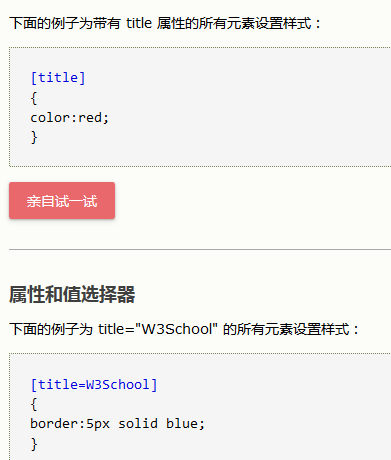 下面的例子为带有 title 属性的所有元素设置样式：
[title]
{
color:red;
}
亲自试一试
属性和值选择器
下面的例子为 title="W3School" 的所有元素设置样式：
[title=W3School]
{
border:5px solid blue;
}